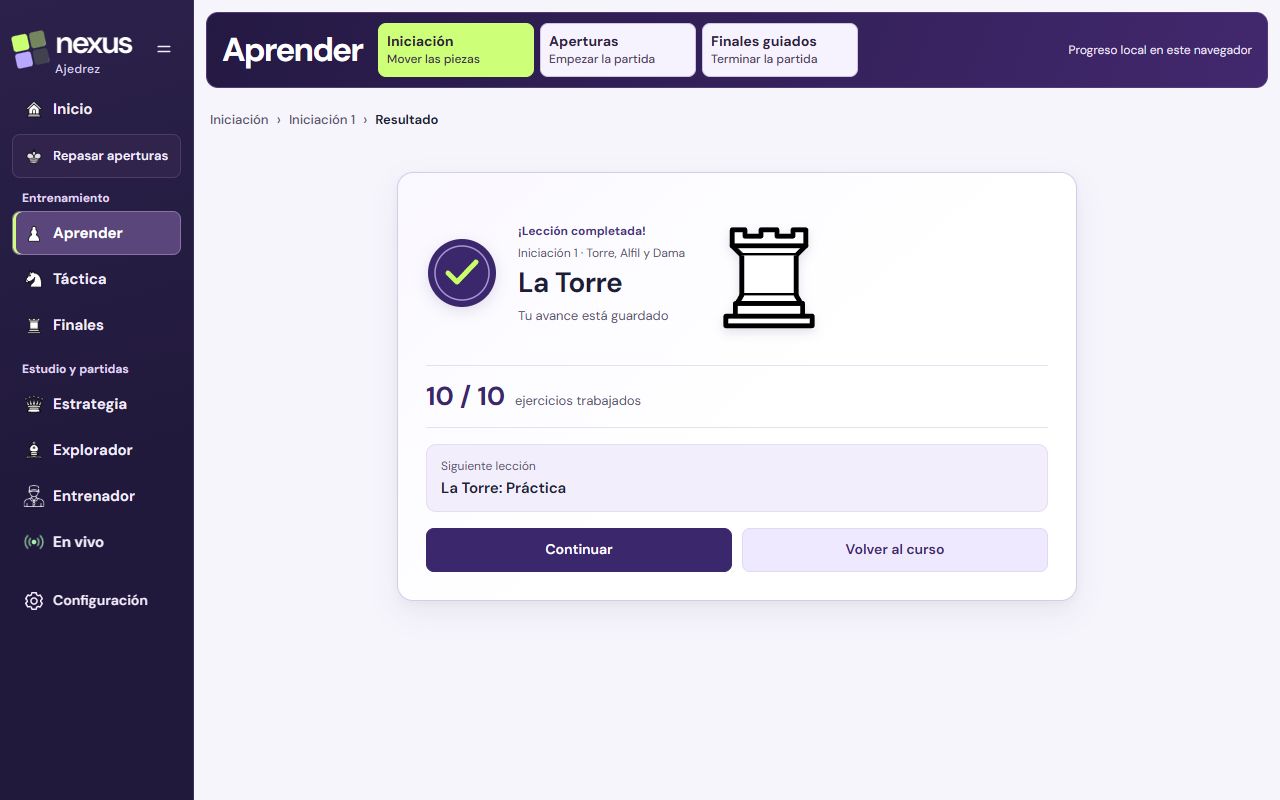 nexus
Ajedrez
Inicio
Repasar aperturas
Entrenamiento
Aprender
Táctica
Finales
Estudio y partidas
Estrategia
Explorador
Entrenador
En vivo
Configuración
Aprender
Iniciación
Mover las piezas
Aperturas
Empezar la partida
Finales guiados
Terminar la partida
Progreso local en este navegador
Iniciación › Iniciación 1 › Resultado
¡Lección completada!
Iniciación 1 · Torre, Alfil y Dama
La Torre
Tu avance está guardado
10 / 10 ejercicios trabajados
Siguiente lección
La Torre: Práctica
Continuar
Volver al curso